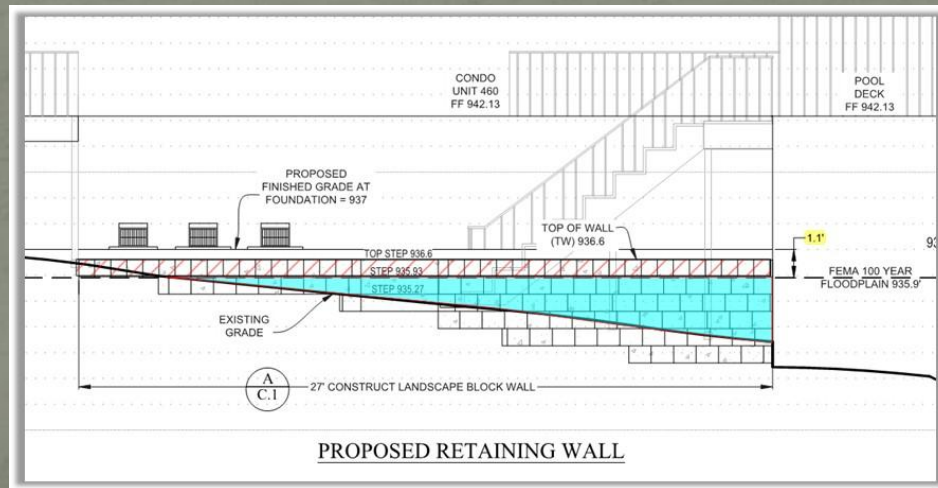 CONDO
UNIT 460
FF 942.13
POOL
DECK
FF 942.13
PROPOSED
FINISHED GRADE AT
FOUNDATION = 937
TOP OF WALL
(TW) 936.6
TOP STEP 936.6
1.1'
93
STEP 935.93
FEMA 100 YEAR
FLOODPLAIN 935.9'
STEP 935.27
EXISTING
GRADE
A
C.1
27' CONSTRUCT LANDSCAPE BLOCK WALL
PROPOSED RETAINING WALL